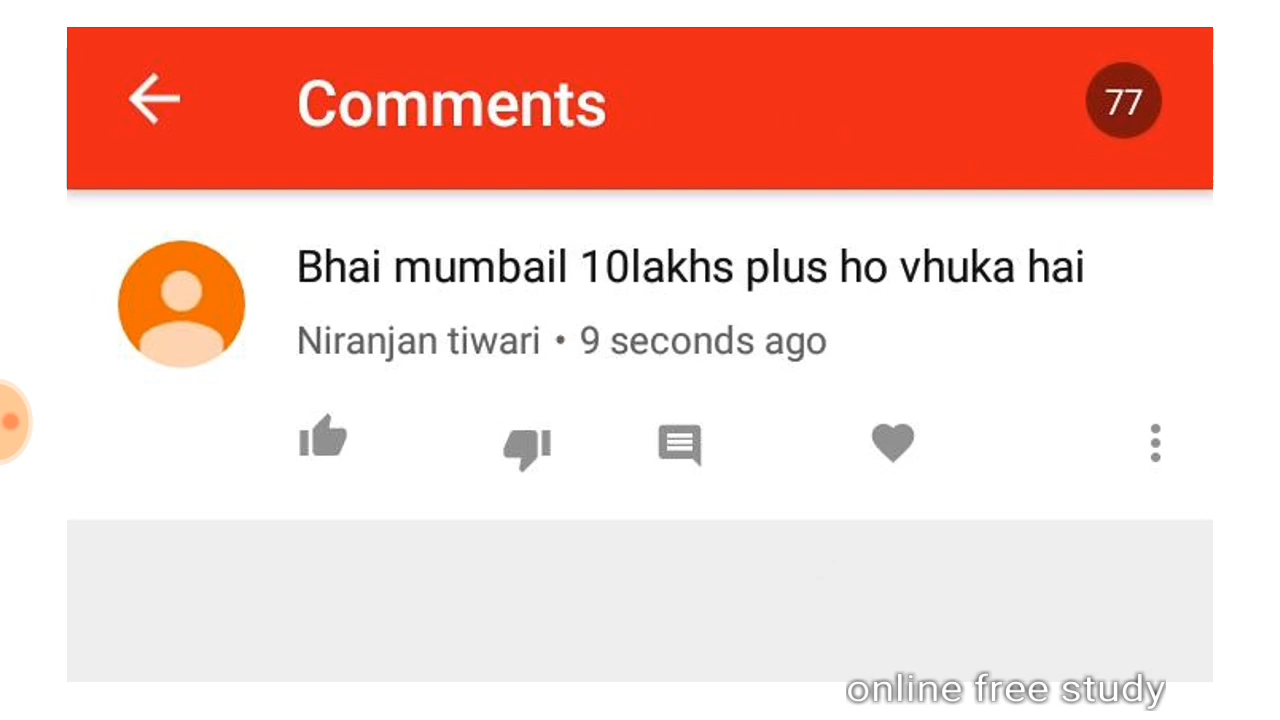 Comments
77
Bhai mumbail 10lakhs plus ho vhuka hai
Niranjan tiwari • 9 seconds ago
online free study